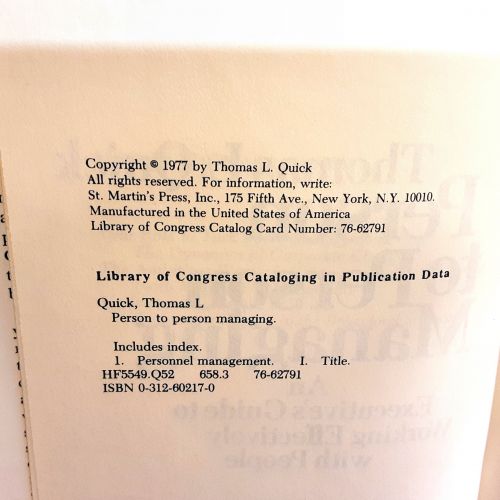 Copyright © 1977 by Thomas L. Quick
All rights reserved. For information, write:
St. Martin's Press, Inc., 175 Fifth Ave., New York, N.Y. 10010.
Manufactured in the United States of America
Library of Congress Catalog Card Number: 76-62791
Library of Congress Cataloging in Publication Data
Quick, Thomas L
Person to person managing.
Includes index.
1. Personnel management. I. Title.
HF5549.Q52 658.3 76-62791
ISBN 0-312-60217-0